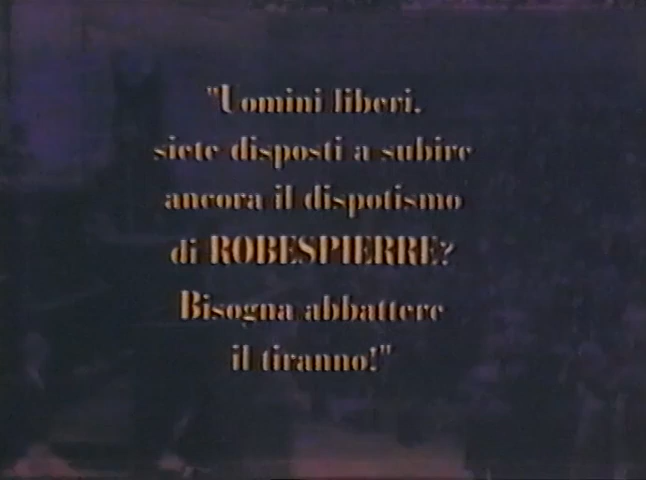 "Uomini liberi,
siete disposti a subire
ancora il dispotismo
di ROBESPIERRE?
Bisogna abbattere
il tiranno!"